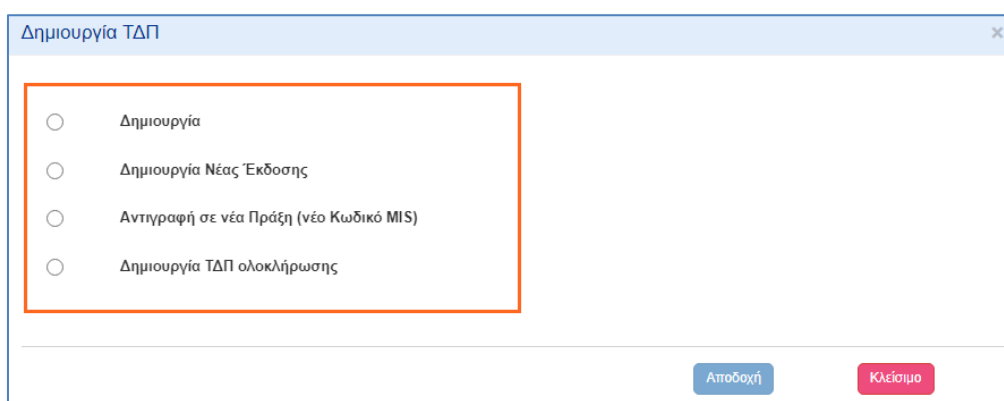 Δημιουργία ΤΔΠ
×
Δημιουργία
Δημιουργία Νέας Έκδοσης
Αντιγραφή σε νέα Πράξη (νέο Κωδικό MIS)
Δημιουργία ΤΔΠ ολοκλήρωσης
Αποδοχή
Κλείσιμο